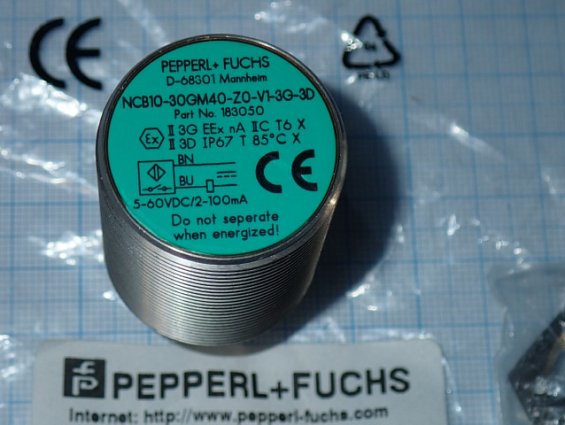 CE
PEPPERL+ FUCHS
D-68301 Mannheim
NCB10-30GM40-Z0-V1-3G-3D
Part No. 183050
Ex II 3G EEx nA IIC T6 X
II 3D IP67 T 85°C X
BN
BU
CE
5-60VDC/2-100mA
Do not seperate
when energized!
PEPPERL+FUCHS
Internet: http://www.pepperl-fuchs.com